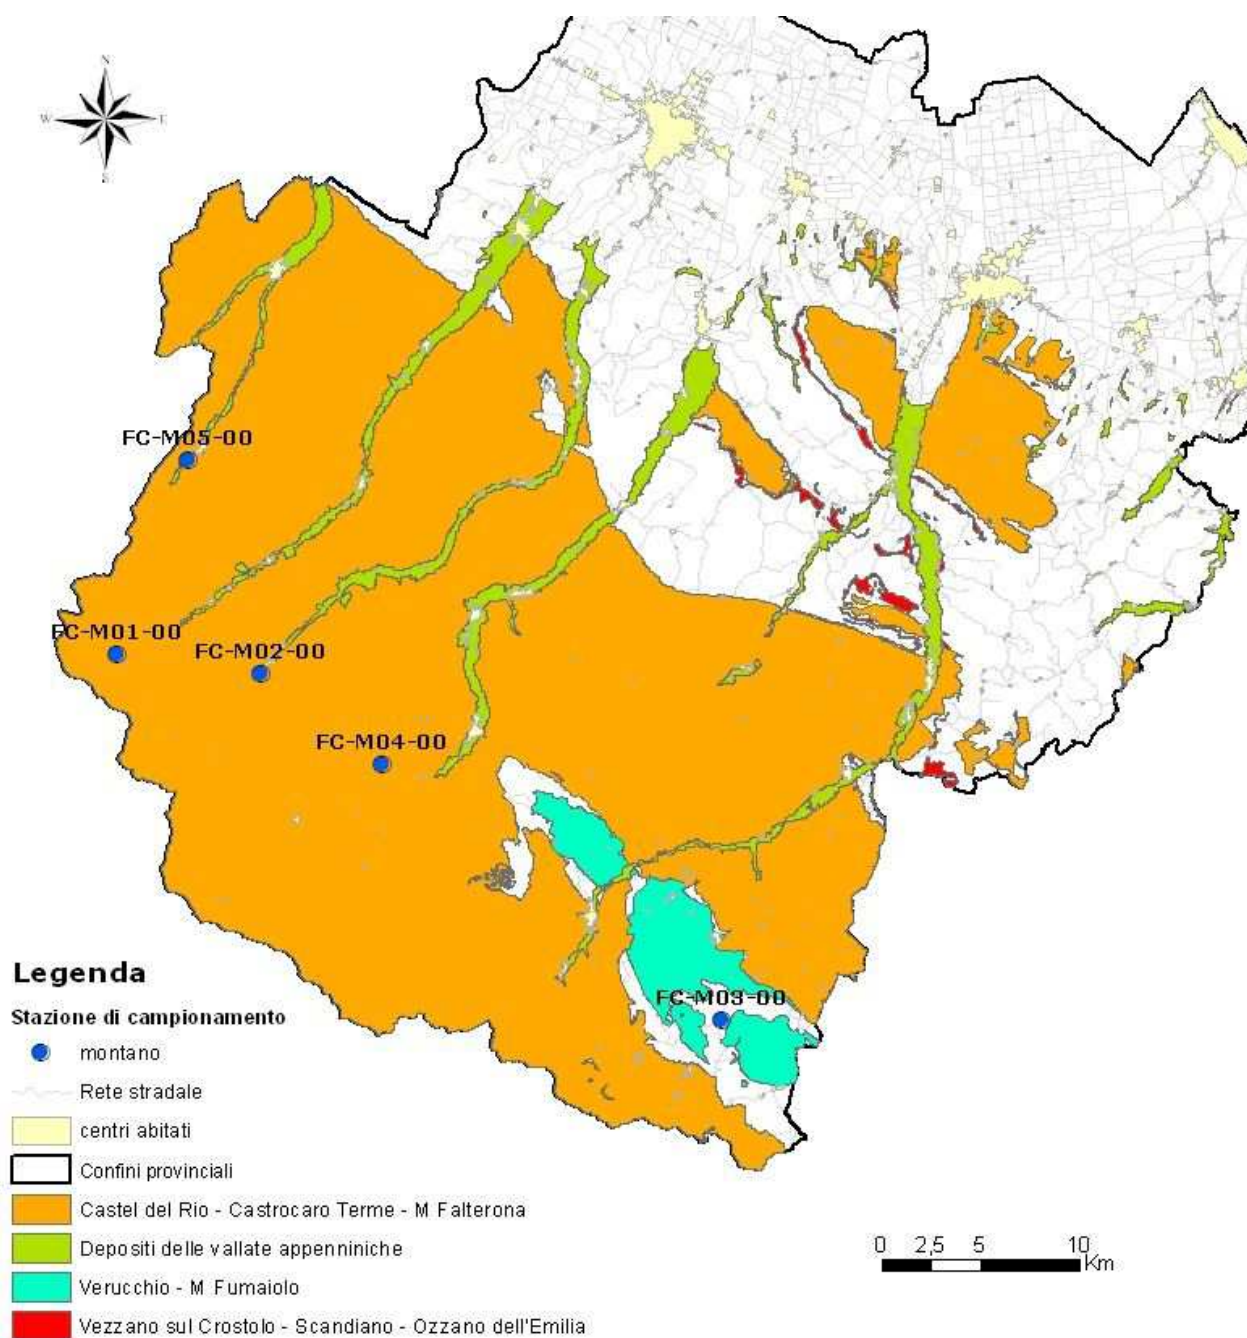 N
W
E
S
FC-M05-00
FC-M01-00
FC-M02-00
FC-M04-00
FC-M03-00
Legenda
Stazione di campionamento
montano
Rete stradale
centri abitati
Confini provinciali
Castel del Rio - Castrocaro Terme - M Falterona
Depositi delle vallate appenniniche
Verucchio - M Fumaiolo
Vezzano sul Crostolo - Scandiano - Ozzano dell'Emilia
0 2,5 5 10
Km